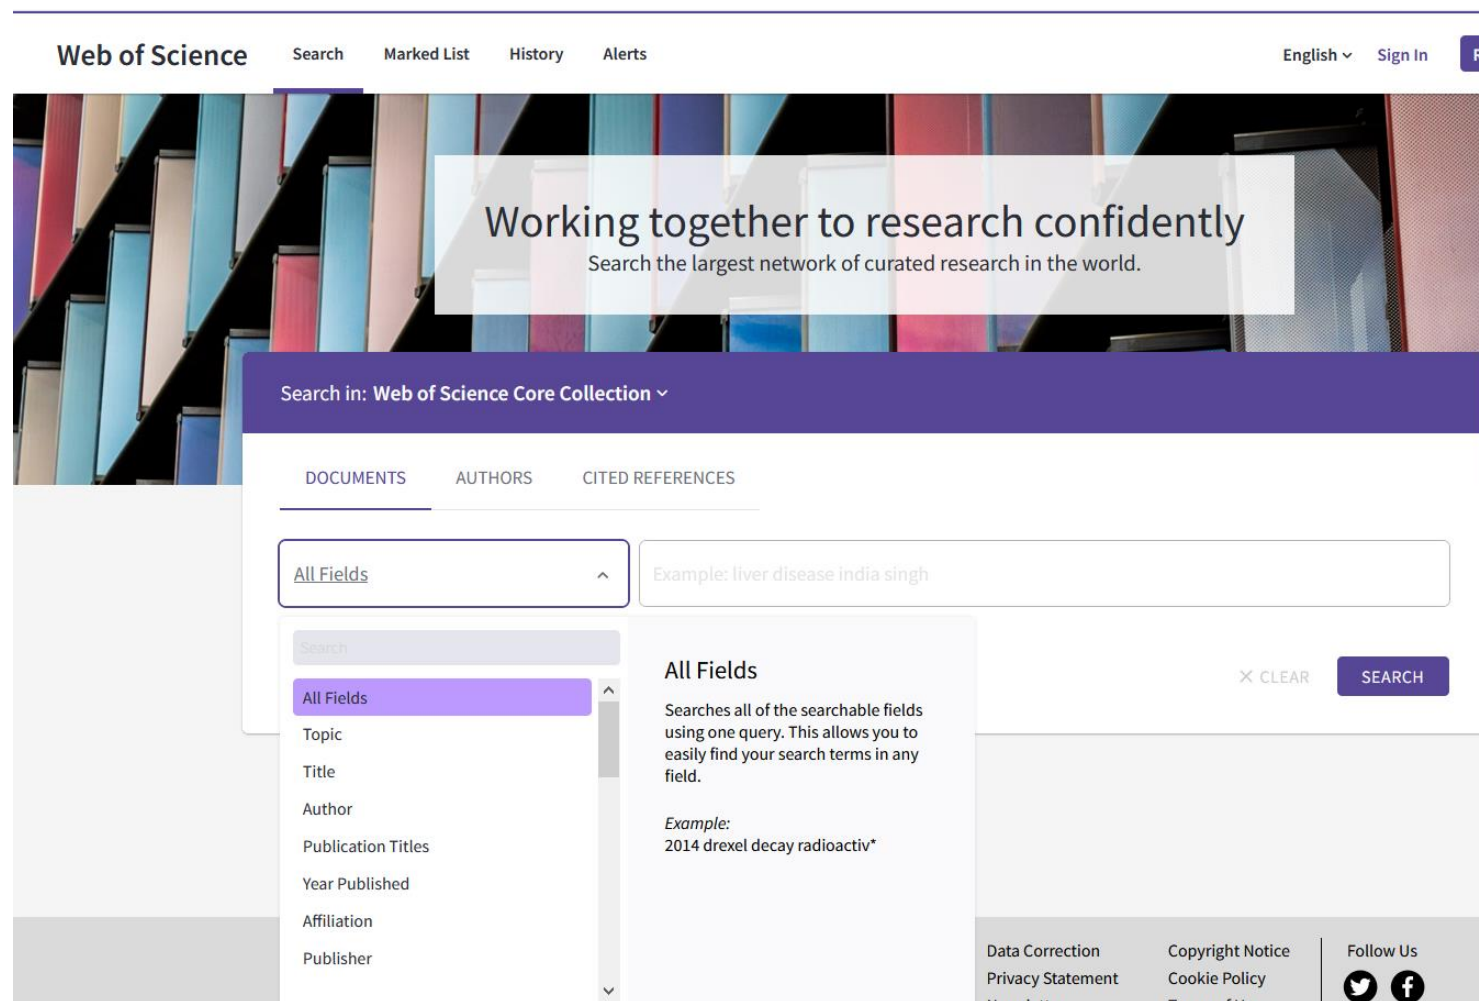 Web of Science
Search Marked List History Alerts
English Sign In
Working together to research confidently
Search the largest network of curated research in the world.
Search in: Web of Science Core Collection
DOCUMENTS AUTHORS CITED REFERENCES
All Fields
Example: liver disease india singh
Search
All Fields
Topic
Title
Author
Publication Titles
Year Published
Affiliation
Publisher
All Fields
Searches all of the searchable fields
using one query. This allows you to
easily find your search terms in any
field.
Example:
2014 drexel decay radioactiv*
CLEAR SEARCH
Data Correction
Privacy Statement
Copyright Notice
Cookie Policy
Follow Us